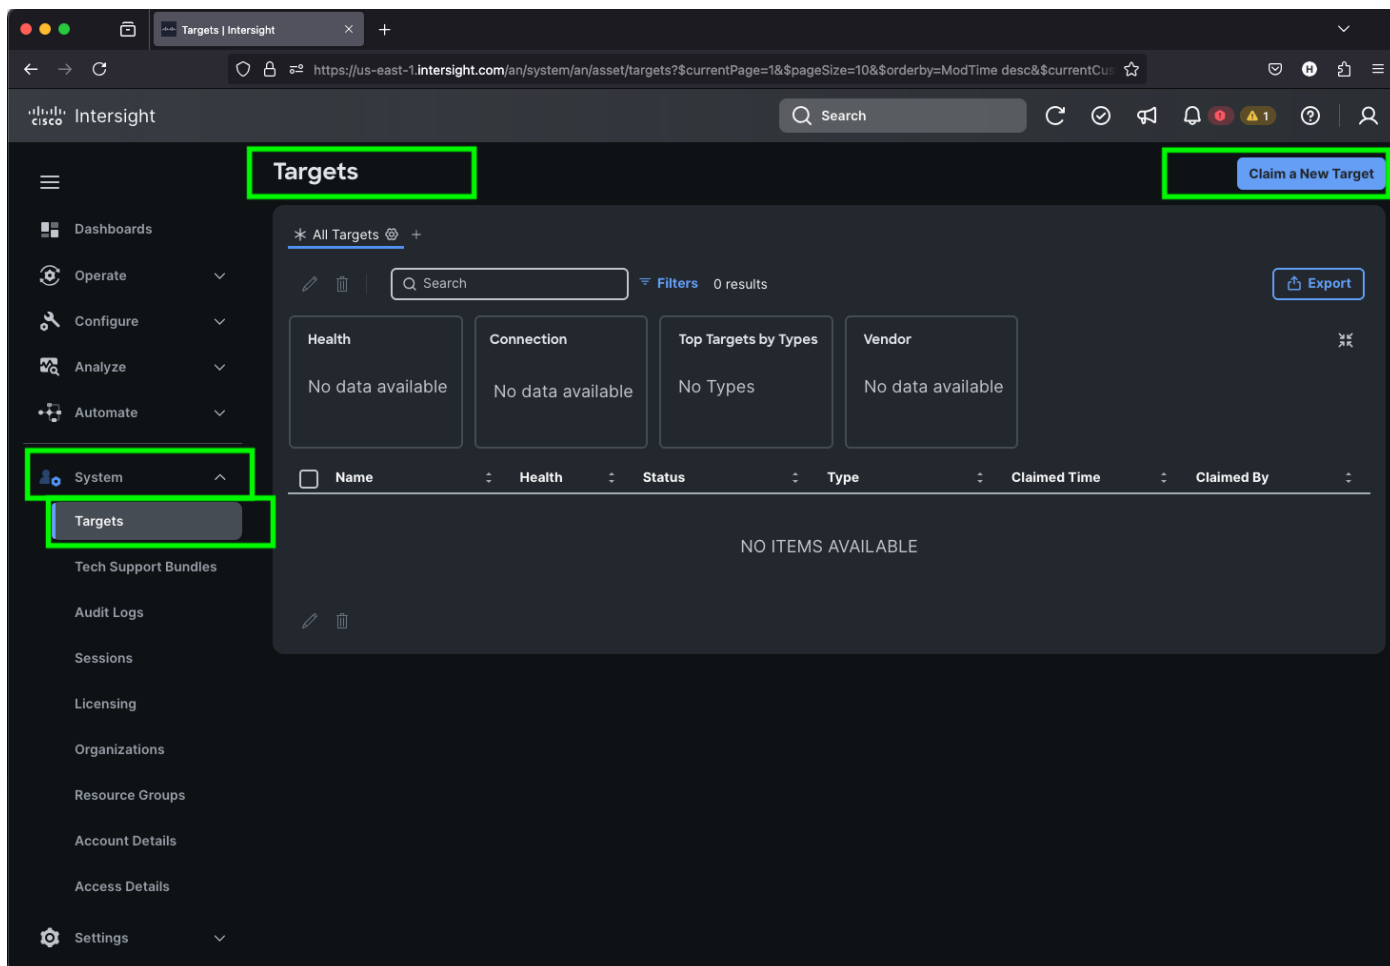 Targets | Intersight
https://us-east-1.intersight.com/an/system/an/asset/targets?$currentPage=1&$pageSize=10&$orderby=ModTime desc&$currentCus
H
cisco Intersight
Search
1
Targets
Claim a New Target
Dashboards
Operate
Configure
Analyze
Automate
System
Targets
Tech Support Bundles
Audit Logs
Sessions
Licensing
Organizations
Resource Groups
Account Details
Access Details
Settings
All Targets
Search
Filters 0 results
Export
Health
No data available
Connection
No data available
Top Targets by Types
No Types
Vendor
No data available
Name Health Status Type Claimed Time Claimed By
NO ITEMS AVAILABLE